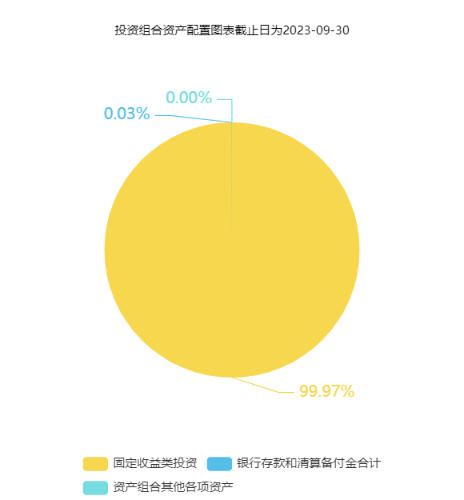 投资组合资产配置图表截止日为2023-09-30
0.00%
0.03%
99.97%
固定收益类投资 银行存款和清算备付金合计
资产组合其他各项资产